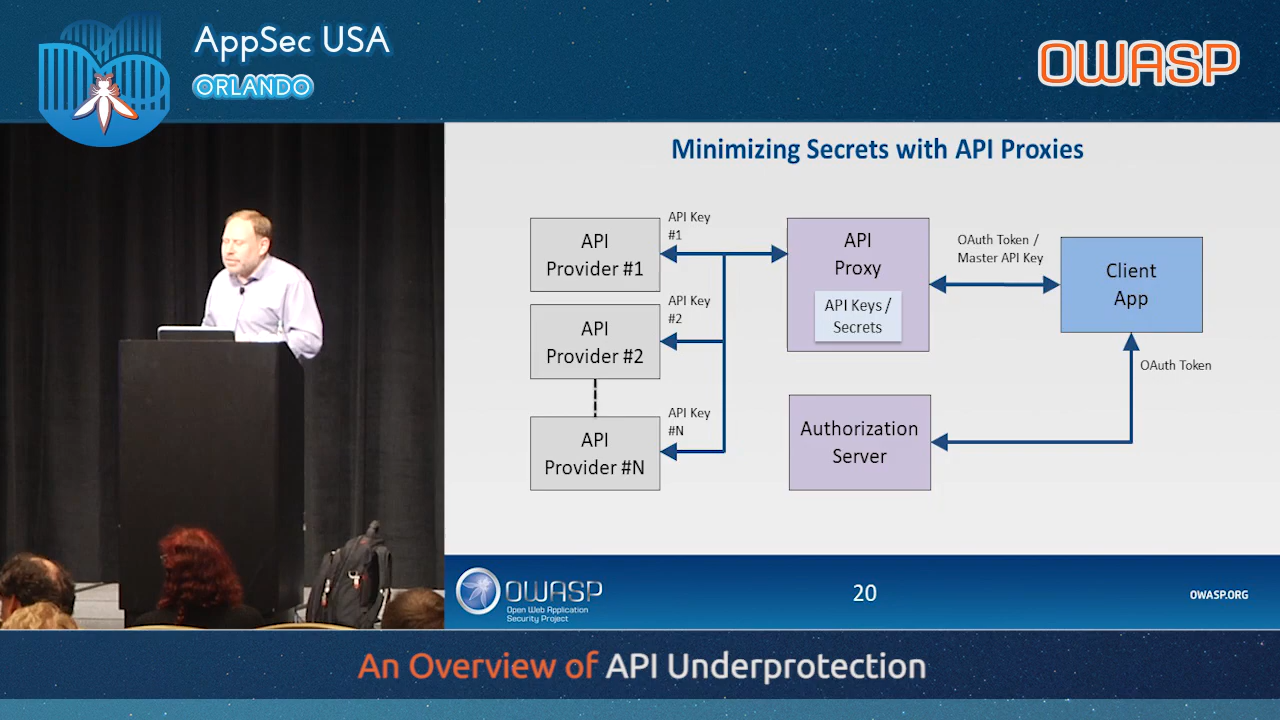 AppSec USA
ORLANDO
OWASP
Minimizing Secrets with API Proxies
API
Provider #1
API Key
#1
API
Provider #2
API Key
#2
API
Provider #N
API Key
#N
API
Proxy
API Keys /
Secrets
OAuth Token /
Master API Key
Client
App
OAuth Token
Authorization
Server
OWASP
Open Web Application
Security Project
20
OWASP.ORG
An Overview of API Underprotection